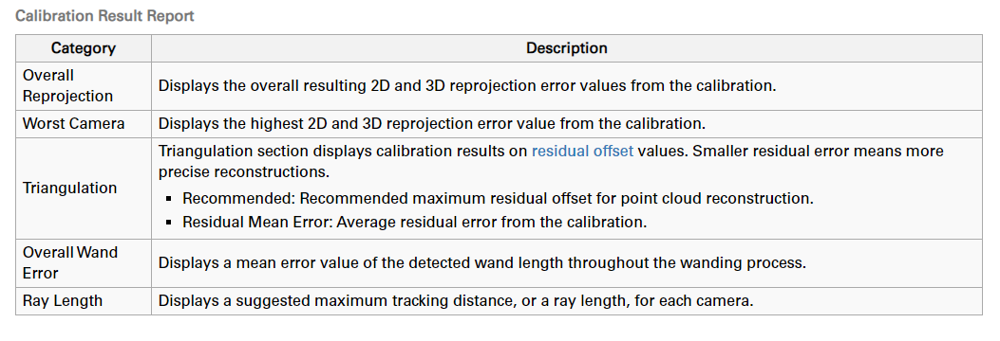 Calibration Result Report
Category Description
Overall
Reprojection
Displays the overall resulting 2D and 3D reprojection error values from the calibration.
Worst Camera
Displays the highest 2D and 3D reprojection error value from the calibration.
Triangulation
Triangulation section displays calibration results on residual offset values. Smaller residual error means more
precise reconstructions.
▪ Recommended: Recommended maximum residual offset for point cloud reconstruction.
▪ Residual Mean Error: Average residual error from the calibration.
Overall Wand
Error
Displays a mean error value of the detected wand length throughout the wanding process.
Ray Length
Displays a suggested maximum tracking distance, or a ray length, for each camera.